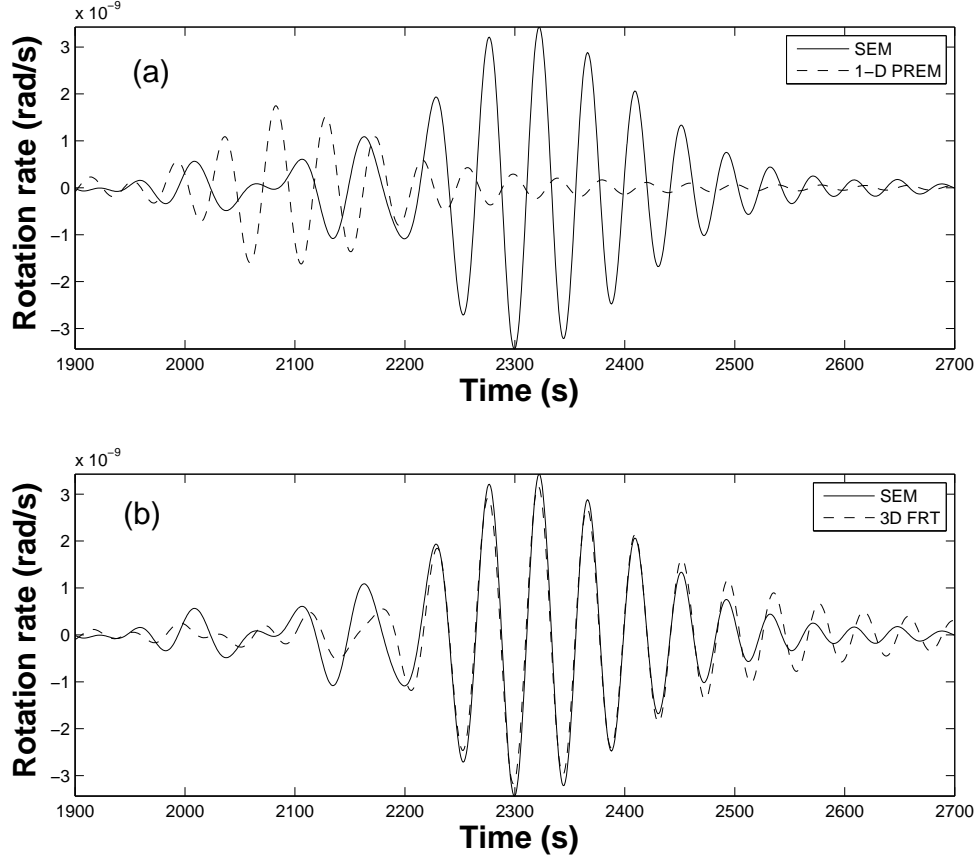 x 10⁻⁹
3
2
1
0
−1
−2
−3
Rotation rate (rad/s)
(a)
SEM
1−D PREM
1900 2000 2100 2200 2300 2400 2500 2600 2700
Time (s)
x 10⁻⁹
3
2
1
0
−1
−2
−3
Rotation rate (rad/s)
(b)
SEM
3D FRT
1900 2000 2100 2200 2300 2400 2500 2600 2700
Time (s)